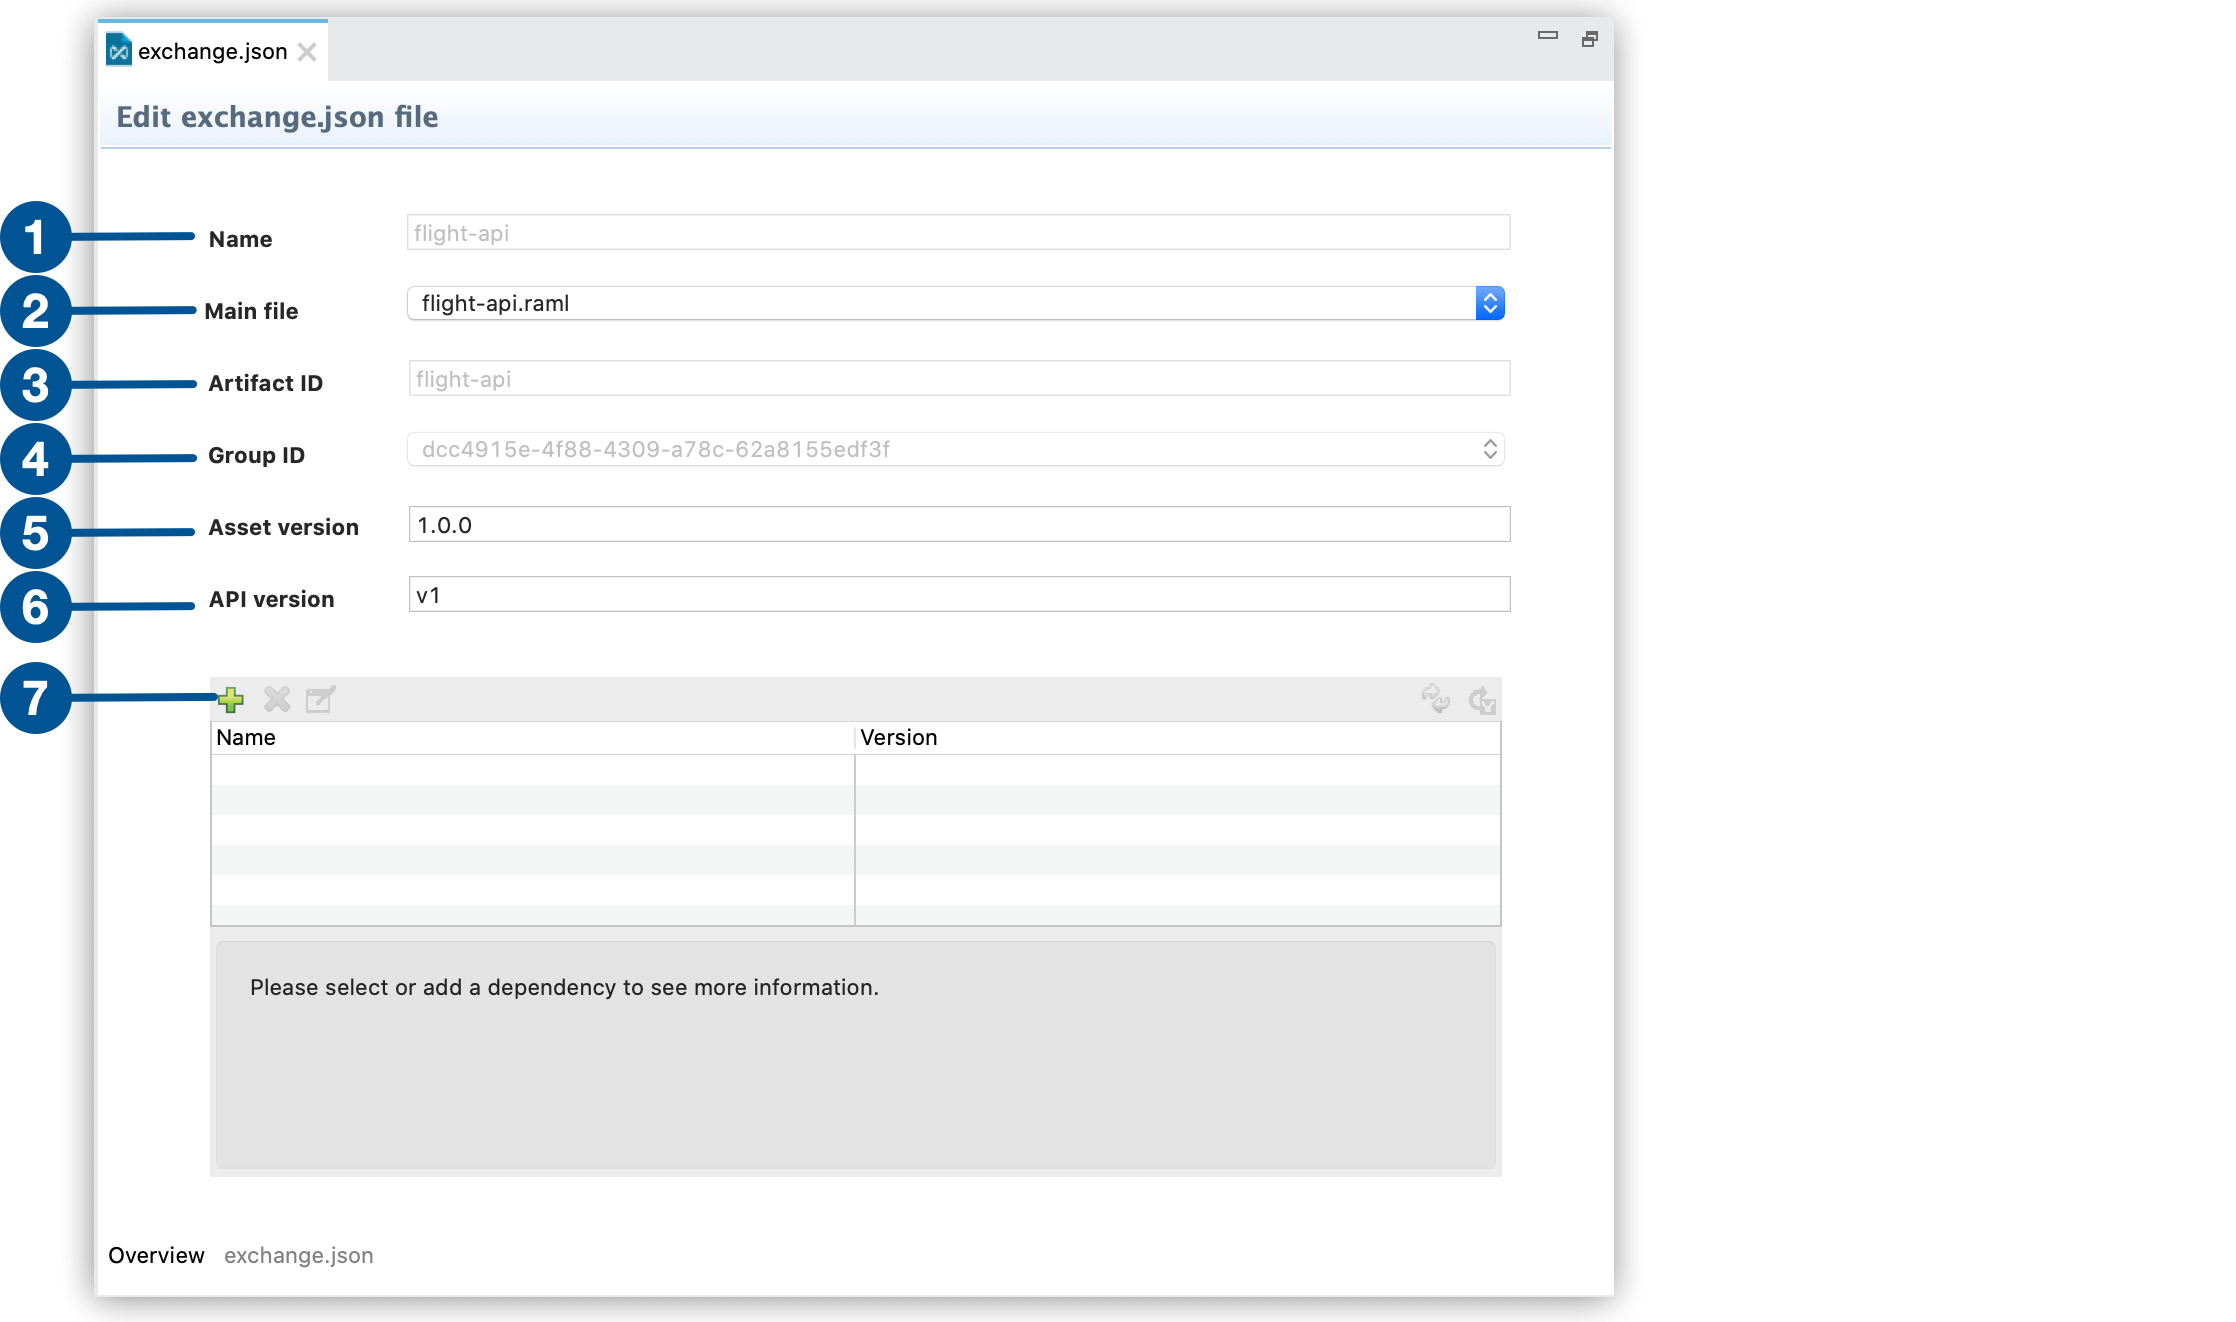 exchange.json
Edit exchange.json file
1 Name flight-api
2 Main file flight-api.raml
3 Artifact ID flight-api
4 Group ID dcc4915e-4f88-4309-a78c-62a8155edf3f
5 Asset version 1.0.0
6 API version v1
7
Name Version
Please select or add a dependency to see more information.
Overview exchange.json